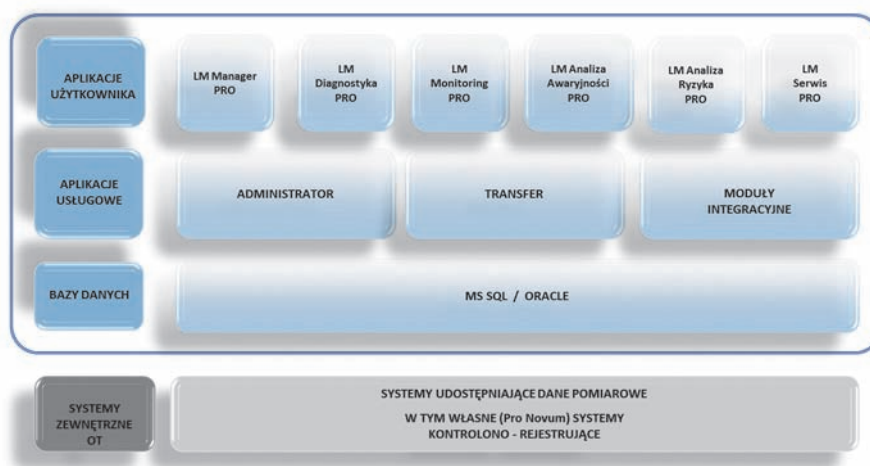 APLIKACJE
UŻYTKOWNIKA
LM Manager
PRO
LM
Diagnostyka
PRO
LM
Monitoring
PRO
LM Analiza
Awaryjności
PRO
LM Analiza
Ryzyka
PRO
LM
Serwis
PRO
APLIKACJE
USŁUGOWE
ADMINISTRATOR
TRANSFER
MODUŁY
INTEGRACYJNE
BAZY DANYCH
MS SQL / ORACLE
SYSTEMY
ZEWNĘTRZNE
OT
SYSTEMY UDOSTĘPNIAJĄCE DANE POMIAROWE
W TYM WŁASNE (Pro Novum) SYSTEMY
KONTROLONO - REJESTRUJĄCE